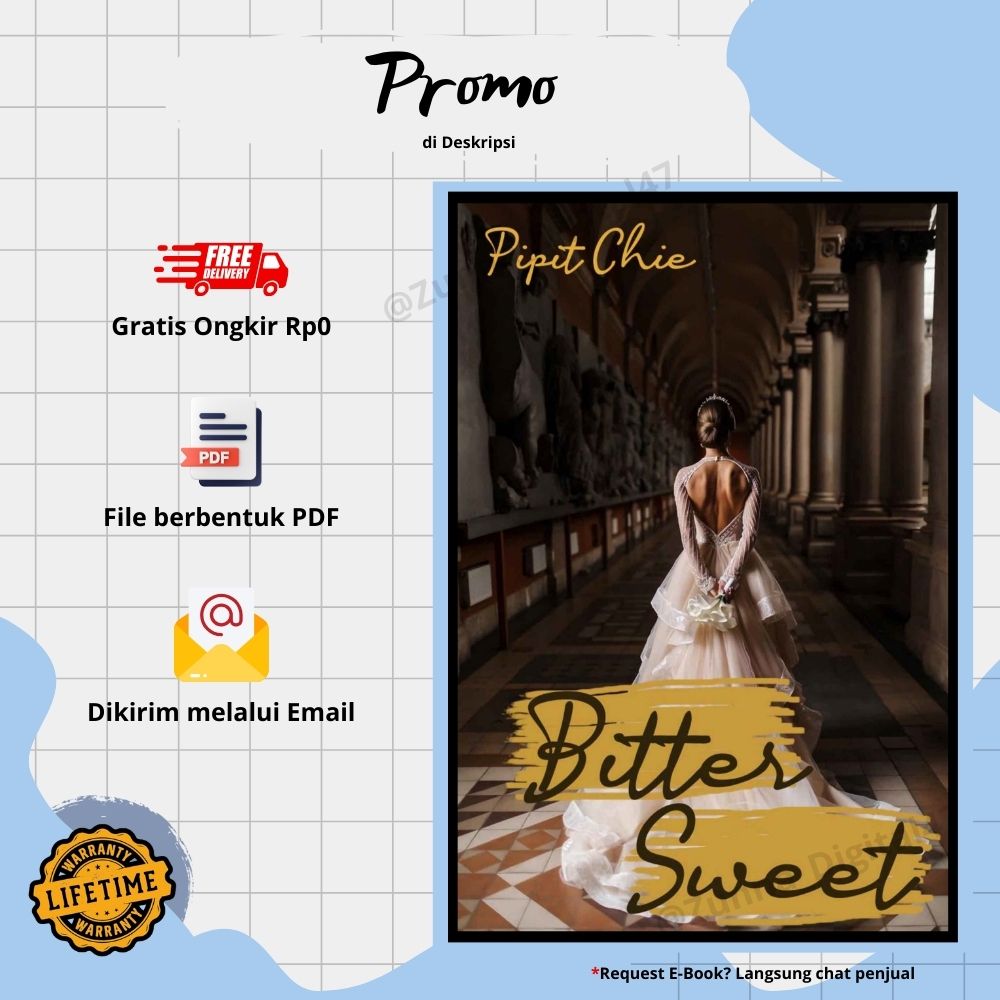 Promo
di Deskripsi
FREE
DELIVERY
Gratis Ongkir Rp0
PDF
File berbentuk PDF
@
Dikirim melalui Email
WARRANTY
LIFETIME
WARRANTY
Pipit Chie
Bitter
Sweet
*Request E-Book? Langsung chat penjual